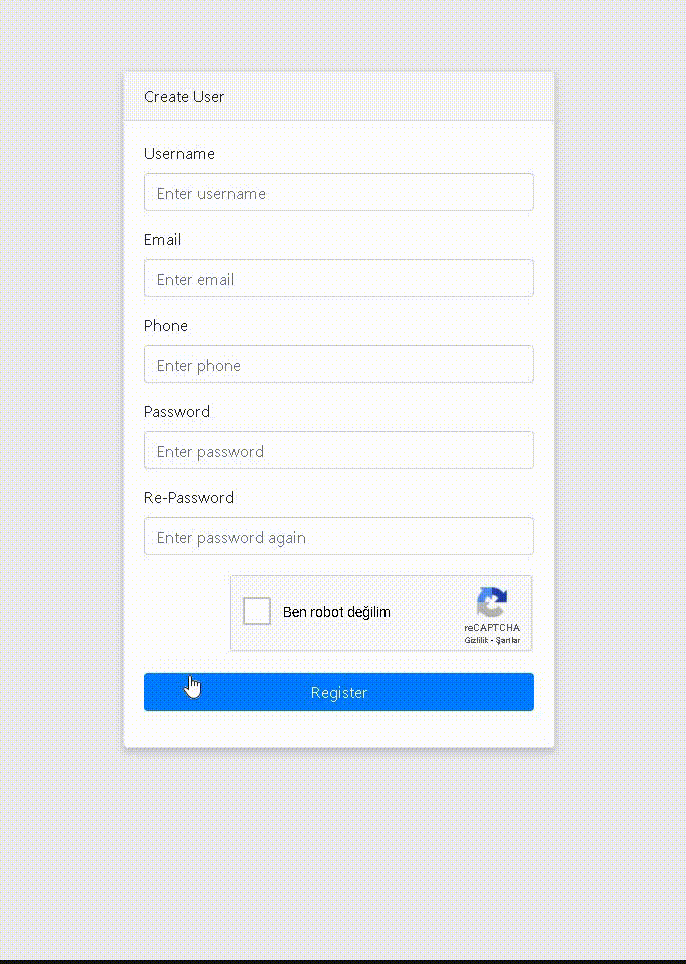 Create User
Username
Enter username
Email
Enter email
Phone
Enter phone
Password
Enter password
Re-Password
Enter password again
Ben robot değilim
reCAPTCHA
Gizlilik - Şartlar
Register